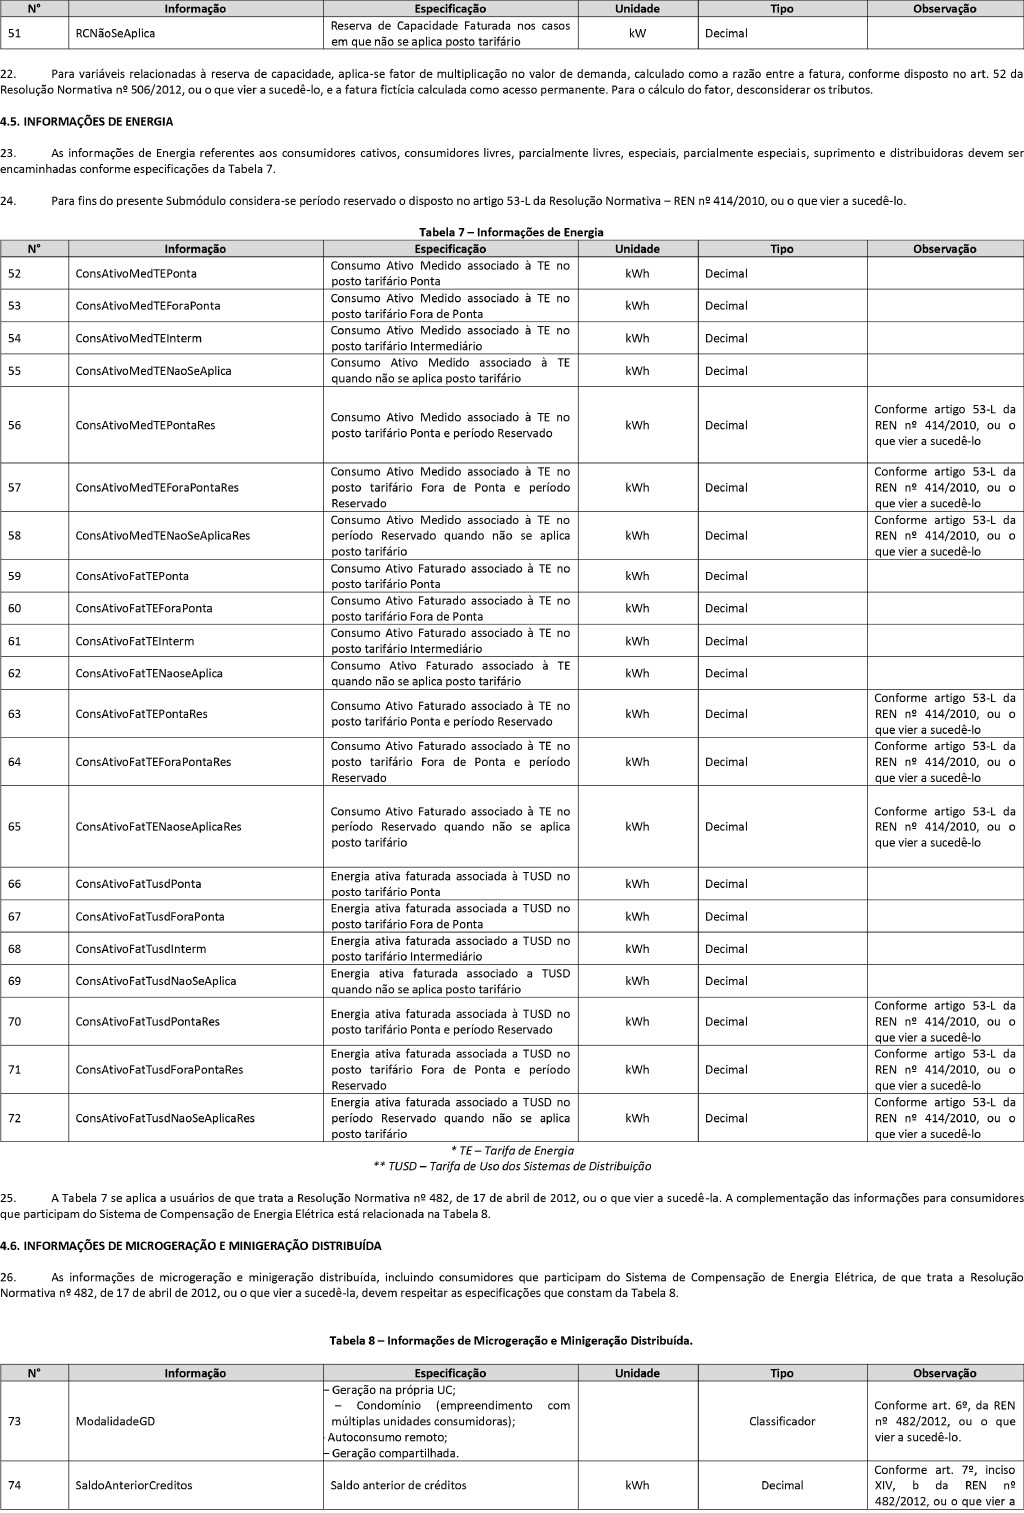 N° Informação Especificação Unidade Tipo Observação
51 RCNãoSeAplica Reserva de Capacidade Faturada nos casos em que não se aplica posto tarifário kW Decimal
22. Para variáveis relacionadas à reserva de capacidade, aplica-se fator de multiplicação no valor de demanda, calculado como a razão entre a fatura, conforme disposto no art. 52 da
Resolução Normativa nº 506/2012, ou o que vier a sucedê-lo, e a fatura fictícia calculada como acesso permanente. Para o cálculo do fator, desconsiderar os tributos.
4.5. INFORMAÇÕES DE ENERGIA
23. As informações de Energia referentes aos consumidores cativos, consumidores livres, parcialmente livres, especiais, parcialmente especiais, suprimento e distribuidoras devem ser
encaminhadas conforme especificações da Tabela 7.
24. Para fins do presente Submódulo considera-se período reservado o disposto no artigo 53-L da Resolução Normativa – REN nº 414/2010, ou o que vier a sucedê-lo.
Tabela 7 – Informações de Energia
N° Informação Especificação Unidade Tipo Observação
52 ConsAtivoMedTEPonta Consumo Ativo Medido associado à TE no posto tarifário Ponta kWh Decimal
53 ConsAtivoMedTEForaPonta Consumo Ativo Medido associado à TE no posto tarifário Fora de Ponta kWh Decimal
54 ConsAtivoMedTEInterm Consumo Ativo Medido associado à TE no posto tarifário Intermediário kWh Decimal
55 ConsAtivoMedTENaoSeAplica Consumo Ativo Medido associado à TE quando não se aplica posto tarifário kWh Decimal
56 ConsAtivoMedTEPontaRes Consumo Ativo Medido associado à TE no posto tarifário Ponta e período Reservado kWh Decimal Conforme artigo 53-L da REN nº 414/2010, ou o que vier a sucedê-lo
57 ConsAtivoMedTEForaPontaRes Consumo Ativo Medido associado à TE no posto tarifário Fora de Ponta e período Reservado kWh Decimal Conforme artigo 53-L da REN nº 414/2010, ou o que vier a sucedê-lo
58 ConsAtivoMedTENaoSeAplicaRes Consumo Ativo Medido associado à TE no período Reservado quando não se aplica posto tarifário kWh Decimal Conforme artigo 53-L da REN nº 414/2010, ou o que vier a sucedê-lo
59 ConsAtivoFatTEPonta Consumo Ativo Faturado associado à TE no posto tarifário Ponta kWh Decimal
60 ConsAtivoFatTEForaPonta Consumo Ativo Faturado associado à TE no posto tarifário Fora de Ponta kWh Decimal
61 ConsAtivoFatTEInterm Consumo Ativo Faturado associado à TE no posto tarifário Intermediário kWh Decimal
62 ConsAtivoFatTENaoseAplica Consumo Ativo Faturado associado à TE quando não se aplica posto tarifário kWh Decimal
63 ConsAtivoFatTEPontaRes Consumo Ativo Faturado associado à TE no posto tarifário Ponta e período Reservado kWh Decimal Conforme artigo 53-L da REN nº 414/2010, ou o que vier a sucedê-lo
64 ConsAtivoFatTEForaPontaRes Consumo Ativo Faturado associado à TE no posto tarifário Fora de Ponta e período Reservado kWh Decimal Conforme artigo 53-L da REN nº 414/2010, ou o que vier a sucedê-lo
65 ConsAtivoFatTENaoseAplicaRes Consumo Ativo Faturado associado à TE no período Reservado quando não se aplica posto tarifário kWh Decimal Conforme artigo 53-L da REN nº 414/2010, ou o que vier a sucedê-lo
66 ConsAtivoFatTusdPonta Energia ativa faturada associada à TUSD no posto tarifário Ponta kWh Decimal
67 ConsAtivoFatTusdForaPonta Energia ativa faturada associada a TUSD no posto tarifário Fora de Ponta kWh Decimal
68 ConsAtivoFatTusdInterm Energia ativa faturada associado a TUSD no posto tarifário Intermediário kWh Decimal
69 ConsAtivoFatTusdNaoSeAplica Energia ativa faturada associado a TUSD quando não se aplica posto tarifário kWh Decimal
70 ConsAtivoFatTusdPontaRes Energia ativa faturada associada à TUSD no posto tarifário Ponta e período Reservado kWh Decimal Conforme artigo 53-L da REN nº 414/2010, ou o que vier a sucedê-lo
71 ConsAtivoFatTusdForaPontaRes Energia ativa faturada associada a TUSD no posto tarifário Fora de Ponta e período Reservado kWh Decimal Conforme artigo 53-L da REN nº 414/2010, ou o que vier a sucedê-lo
72 ConsAtivoFatTusdNaoSeAplicaRes Energia ativa faturada associado a TUSD no período Reservado quando não se aplica posto tarifário kWh Decimal Conforme artigo 53-L da REN nº 414/2010, ou o que vier a sucedê-lo
* TE – Tarifa de Energia
** TUSD – Tarifa de Uso dos Sistemas de Distribuição
25. A Tabela 7 se aplica a usuários de que trata a Resolução Normativa nº 482, de 17 de abril de 2012, ou o que vier a sucedê-la. A complementação das informações para consumidores
que participam do Sistema de Compensação de Energia Elétrica está relacionada na Tabela 8.
4.6. INFORMAÇÕES DE MICROGERAÇÃO E MINIGERAÇÃO DISTRIBUÍDA
26. As informações de microgeração e minigeração distribuída, incluindo consumidores que participam do Sistema de Compensação de Energia Elétrica, de que trata a Resolução
Normativa nº 482, de 17 de abril de 2012, ou o que vier a sucedê-la, devem respeitar as especificações que constam da Tabela 8.
Tabela 8 – Informações de Microgeração e Minigeração Distribuída.
N° Informação Especificação Unidade Tipo Observação
73 ModalidadeGD – Geração na própria UC; – Condomínio (empreendimento com múltiplas unidades consumidoras); Autoconsumo remoto; – Geração compartilhada. Classificador Conforme art. 6º, da REN nº 482/2012, ou o que vier a sucedê-lo.
74 SaldoAnteriorCreditos Saldo anterior de créditos kWh Decimal Conforme art. 7º, inciso XIV, b da REN nº 482/2012, ou o que vier a